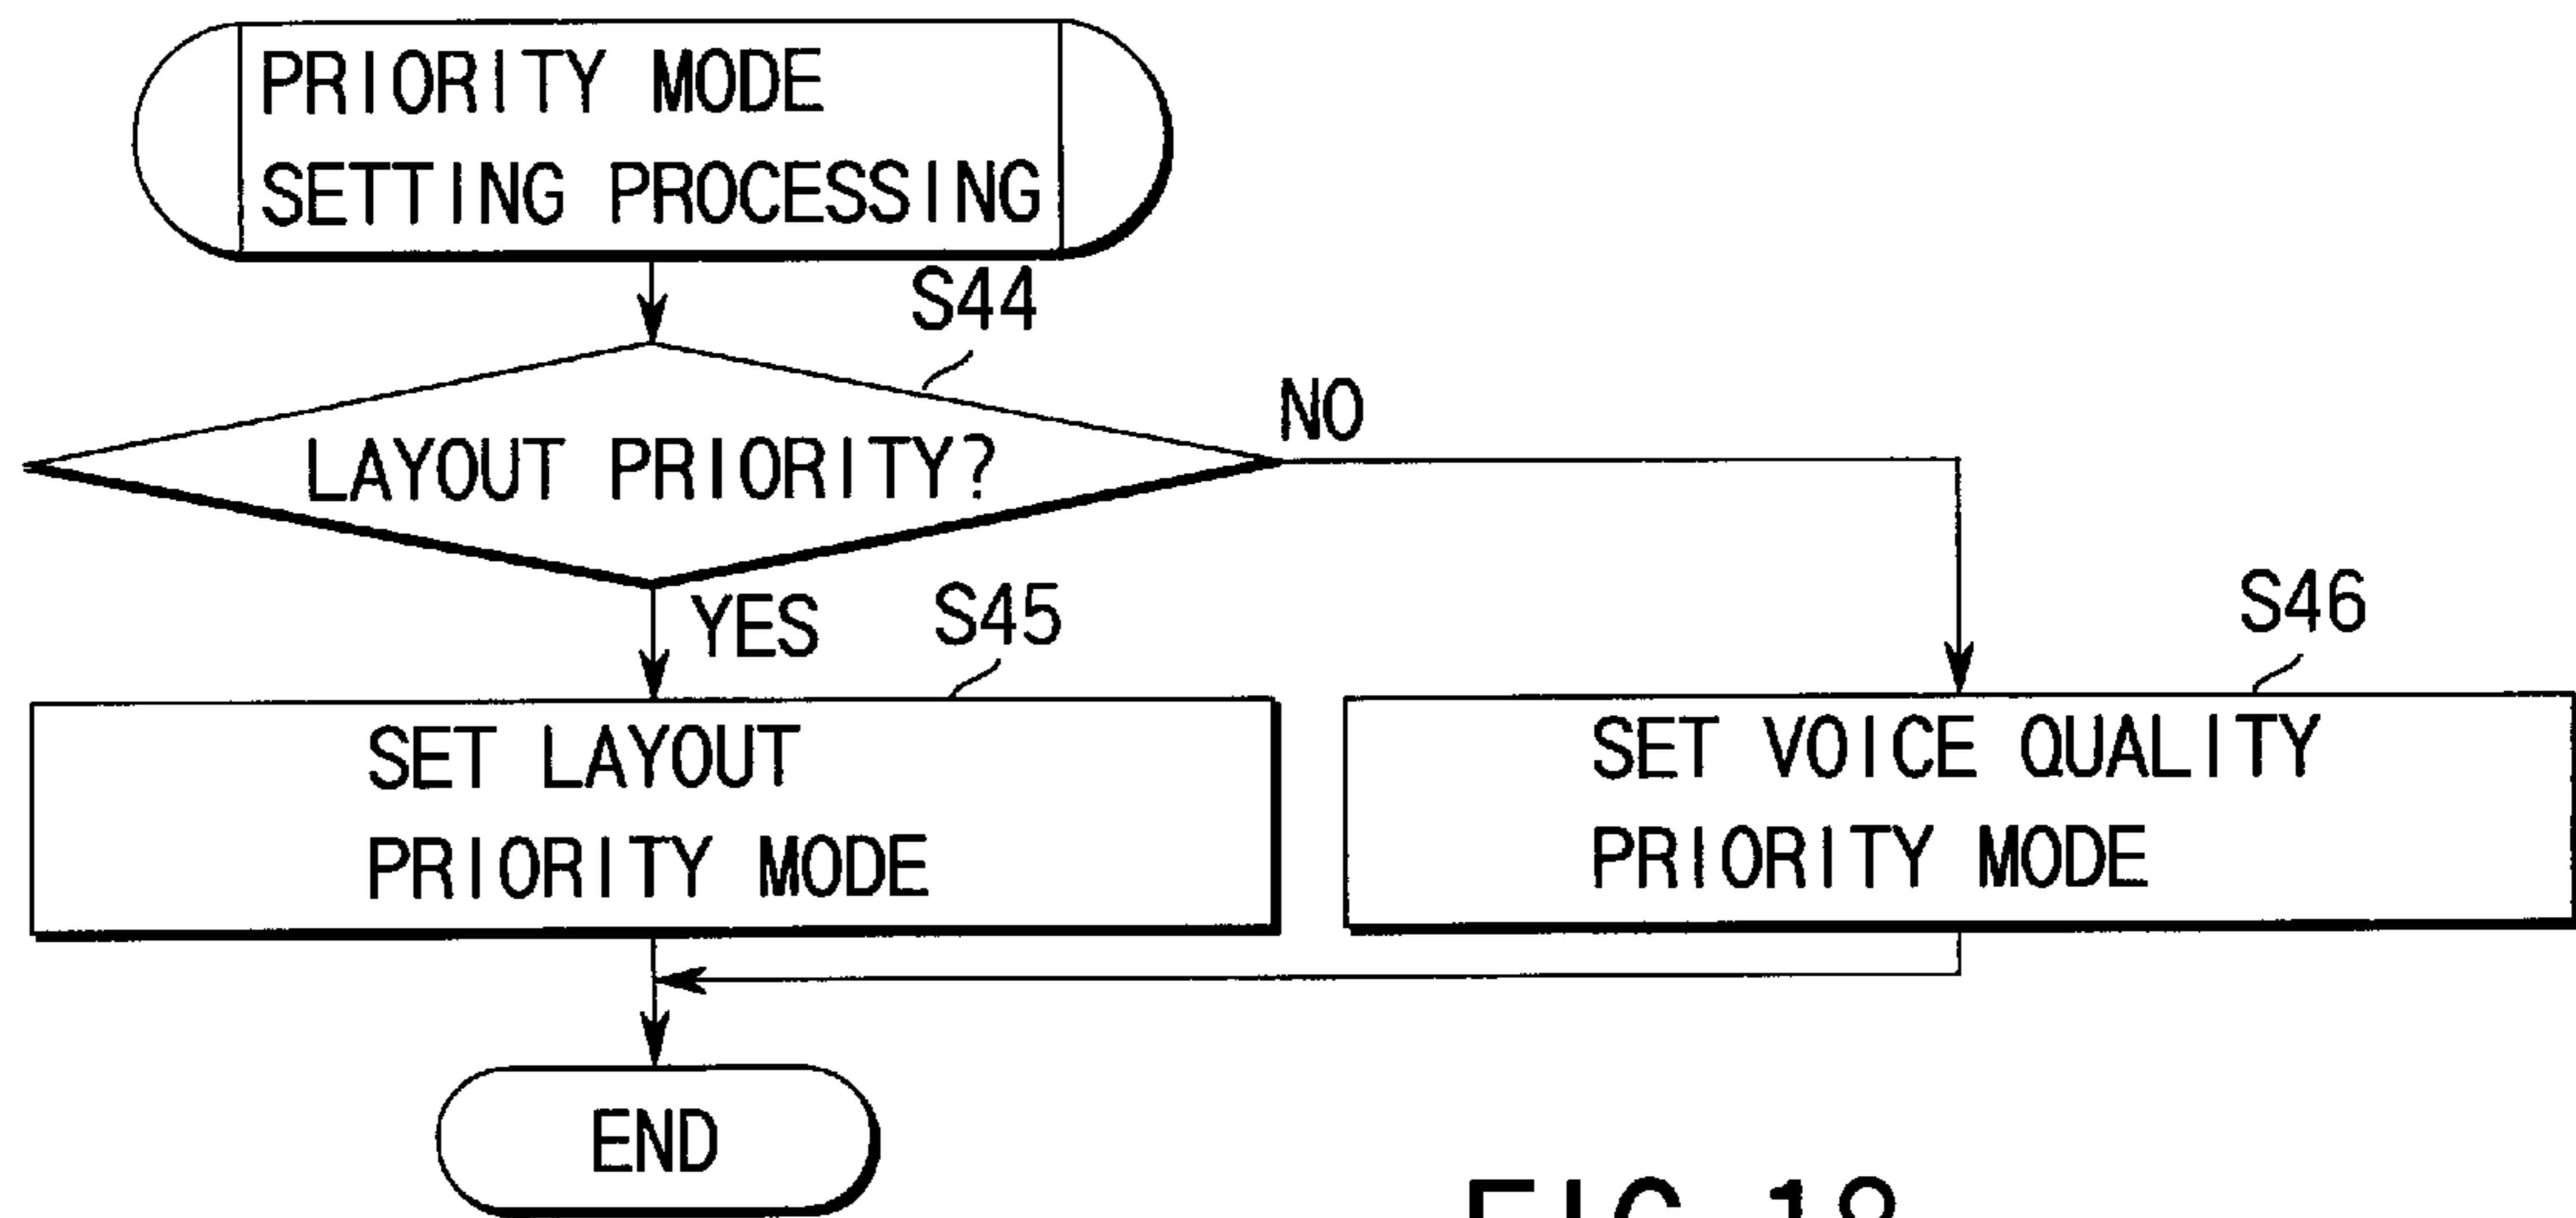 PRIORITY MODE
SETTING PROCESSING
S44
LAYOUT PRIORITY?
NO
YES
S45
S46
SET LAYOUT
PRIORITY MODE
SET VOICE QUALITY
PRIORITY MODE
END